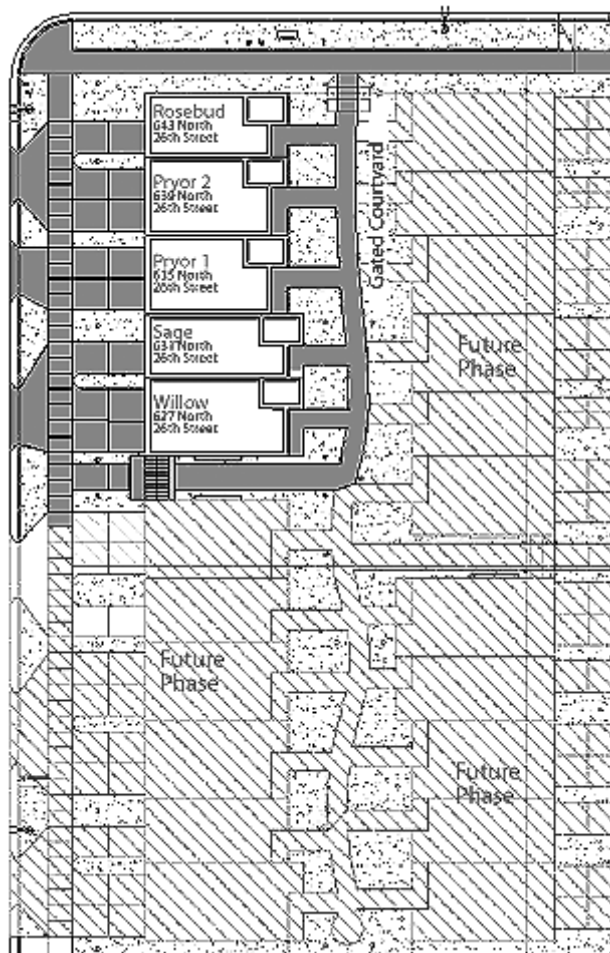 Rosebud
643 North
26th Street
Pryor 2
639 North
26th Street
Pryor 1
635 North
26th Street
Sage
631 North
26th Street
Willow
627 North
26th Street
Gated Courtyard
Future
Phase
Future
Phase
Future
Phase